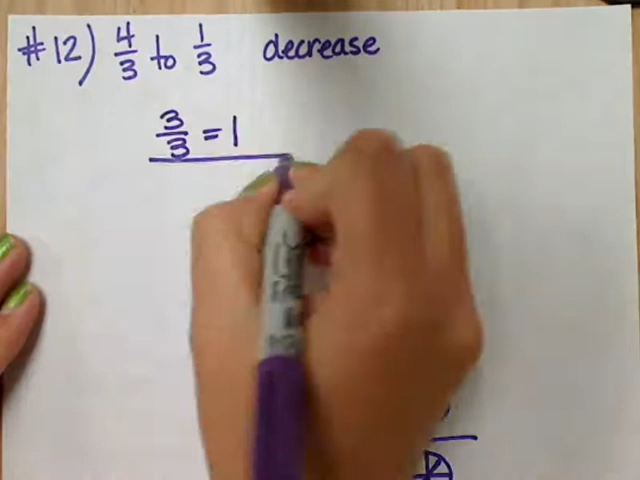 #12) 4/3 to 1/3 decrease
3/3 = 1